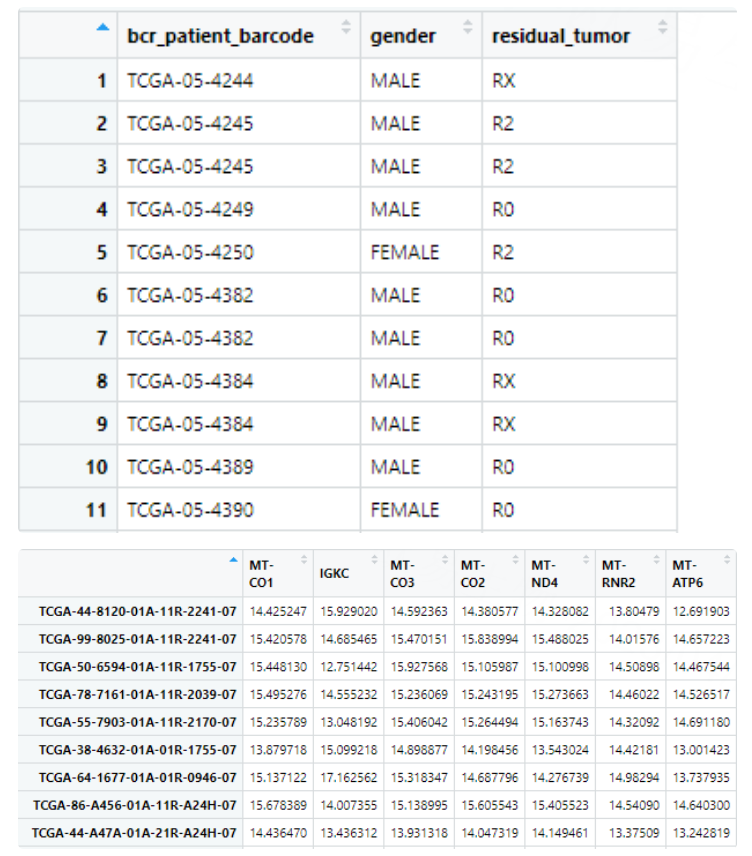 bcr_patient_barcode gender residual_tumor
1 TCGA-05-4244 MALE RX
2 TCGA-05-4245 MALE R2
3 TCGA-05-4245 MALE R2
4 TCGA-05-4249 MALE R0
5 TCGA-05-4250 FEMALE R2
6 TCGA-05-4382 MALE R0
7 TCGA-05-4382 MALE R0
8 TCGA-05-4384 MALE RX
9 TCGA-05-4384 MALE RX
10 TCGA-05-4389 MALE R0
11 TCGA-05-4390 FEMALE R0
MT-CO1 IGKC MT-CO3 MT-CO2 MT-ND4 MT-RNR2 MT-ATP6
TCGA-44-8120-01A-11R-2241-07 14.425247 15.929020 14.592363 14.380577 14.328082 13.80479 12.691903
TCGA-99-8025-01A-11R-2241-07 15.420578 14.685465 15.470151 15.838994 15.488025 14.01576 14.657223
TCGA-50-6594-01A-11R-1755-07 15.448130 12.751442 15.927568 15.105987 15.100998 14.50898 14.467544
TCGA-78-7161-01A-11R-2039-07 15.495276 14.555232 15.236069 15.243195 15.273663 14.46022 14.526517
TCGA-55-7903-01A-11R-2170-07 15.235789 13.048192 15.406042 15.264494 15.163743 14.32092 14.691180
TCGA-38-4632-01A-01R-1755-07 13.879718 15.099218 14.898877 14.198456 13.543024 14.42181 13.001423
TCGA-64-1677-01A-01R-0946-07 15.137122 17.162562 15.318347 14.687796 14.276739 14.98294 13.737935
TCGA-86-A456-01A-11R-A24H-07 15.678389 14.007355 15.138995 15.605543 15.405523 14.54090 14.640300
TCGA-44-A47A-01A-21R-A24H-07 14.436470 13.436312 13.931318 14.047319 14.149461 13.37509 13.242819